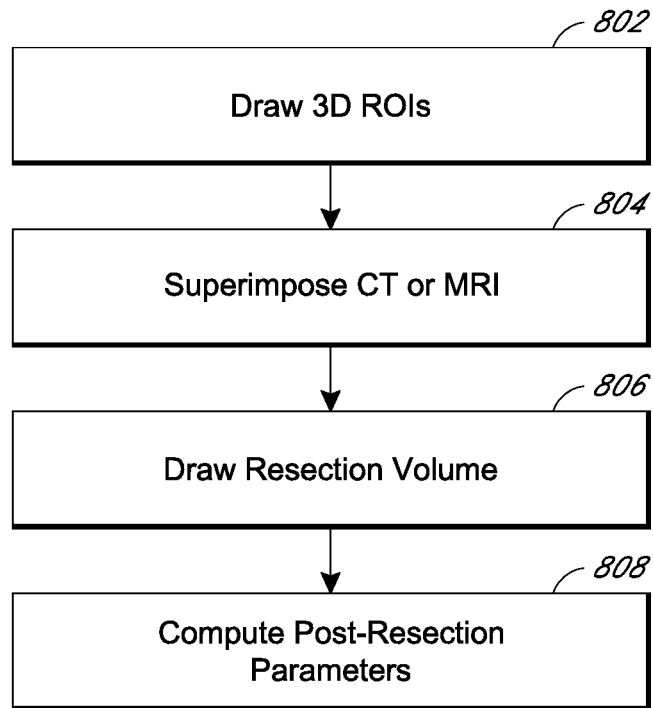 802
Draw 3D ROIs
804
Superimpose CT or MRI
806
Draw Resection Volume
808
Compute Post-Resection
Parameters